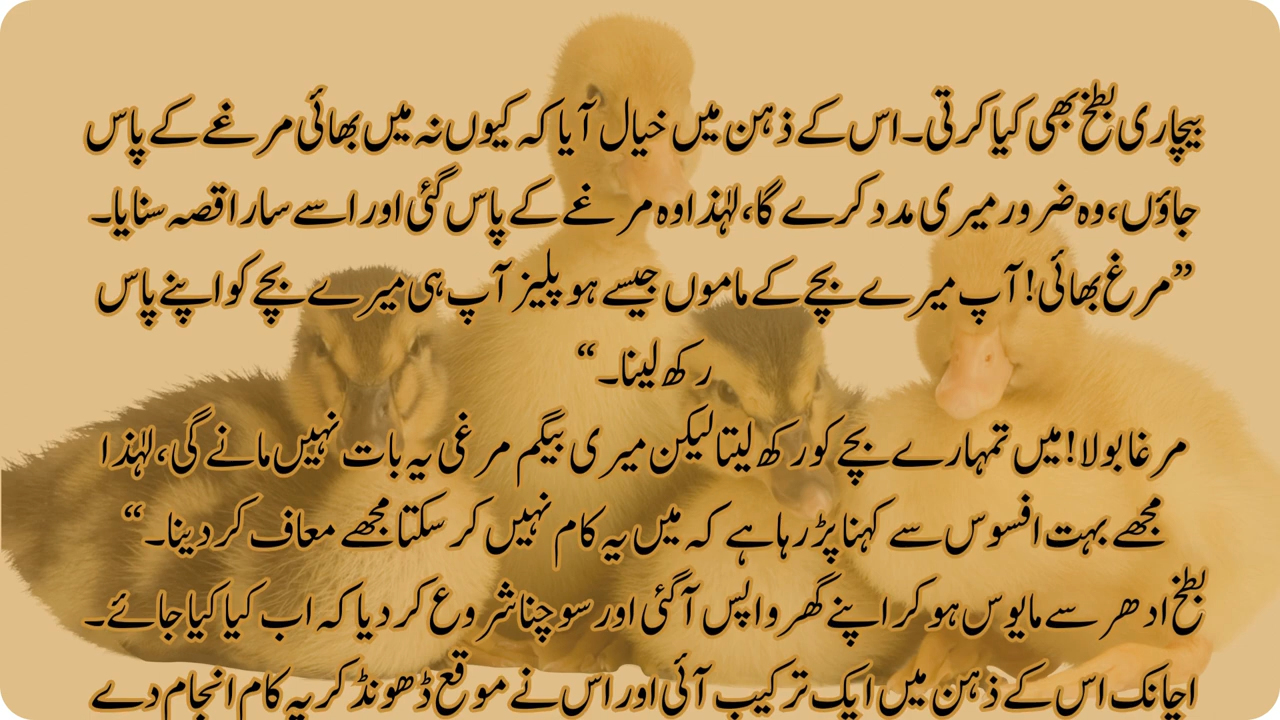 بیچاری بطخ بھی کیا کرتی۔ اس کے ذہن میں خیال آیا کہ کیوں نہ میں بھائی مرغے کے پاس
جاؤں، وہ ضرور میری مدد کرے گا، لہٰذا وہ مرغے کے پاس گئی اور اسے سارا قصہ سنایا۔
”مرغ بھائی! آپ میرے بچے کے ماموں جیسے ہو پلیز آپ ہی میرے بچے کو اپنے پاس
رکھ لینا۔“
مرغا بولا! میں تمہارے بچے کو رکھ لیتا لیکن میری بیگم مرغی یہ بات نہیں مانے گی، لہٰذا
مجھے بہت افسوس سے کہنا پڑ رہا ہے کہ میں یہ کام نہیں کر سکتا مجھے معاف کر دینا۔“
بطخ ادھر سے مایوس ہو کر اپنے گھر واپس آگئی اور سوچنا شروع کر دیا کہ اب کیا کیا جائے۔
اچانک اس کے ذہن میں ایک ترکیب آئی اور اس نے موقع ڈھونڈ کر یہ کام انجام دے